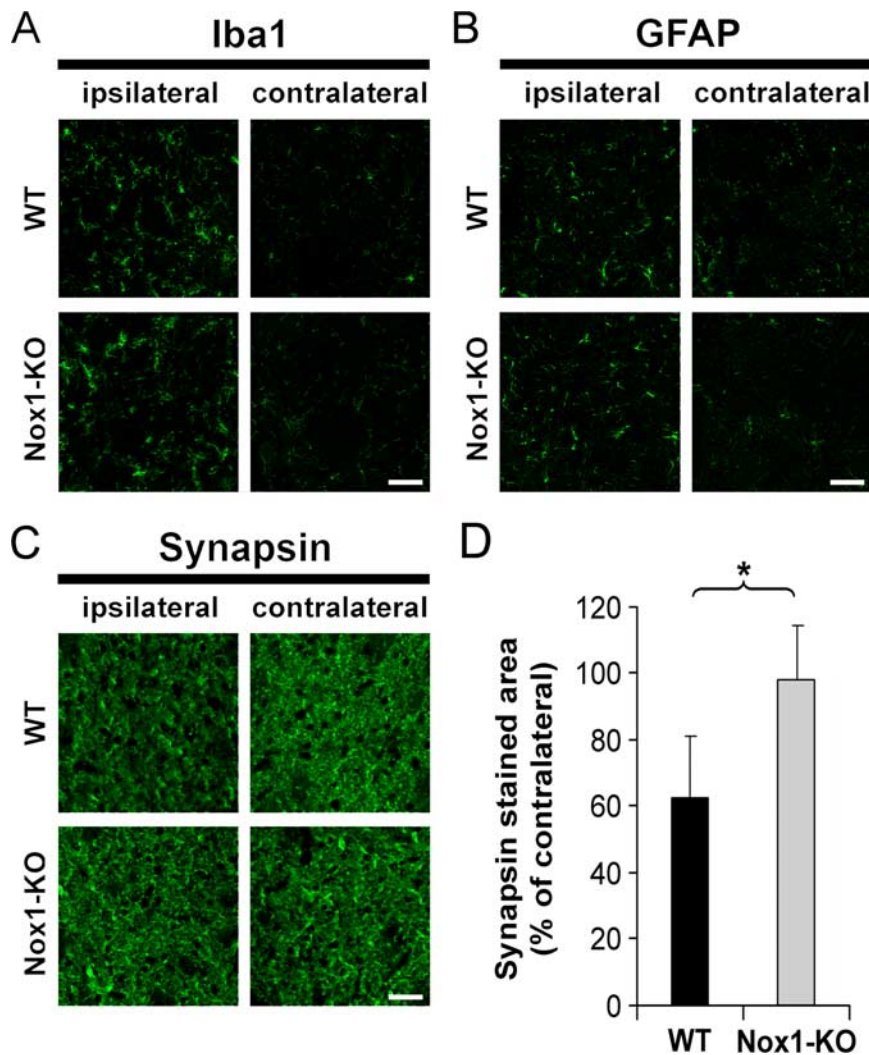 A
Iba1
ipsilateral contralateral
WT
Nox1-KO
B
GFAP
ipsilateral contralateral
WT
Nox1-KO
C
Synapsin
ipsilateral contralateral
WT
Nox1-KO
D
*
Synapsin stained area
(% of contralateral)
120
100
80
60
40
20
0
WT Nox1-KO